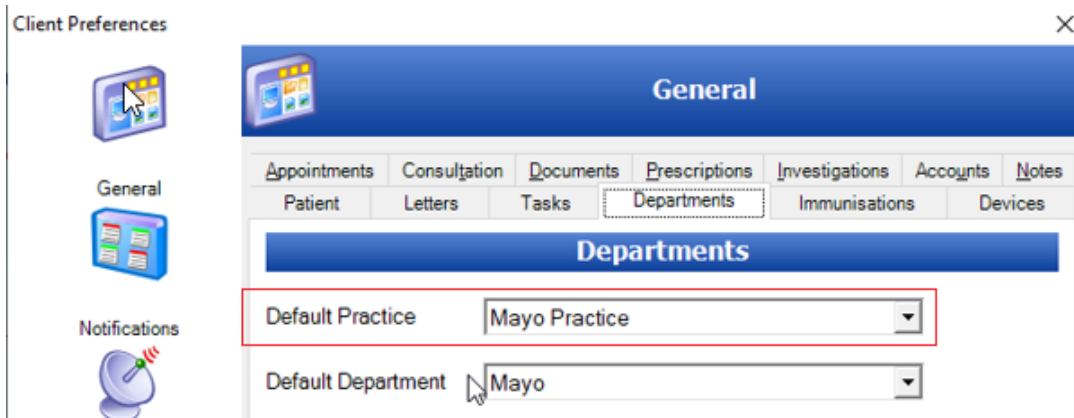 Client Preferences
General
General
Notifications
Appointments Consultation Documents Prescriptions Investigations Accounts Notes
Patient Letters Tasks Departments Immunisations Devices
Departments
Default Practice Mayo Practice
Default Department Mayo